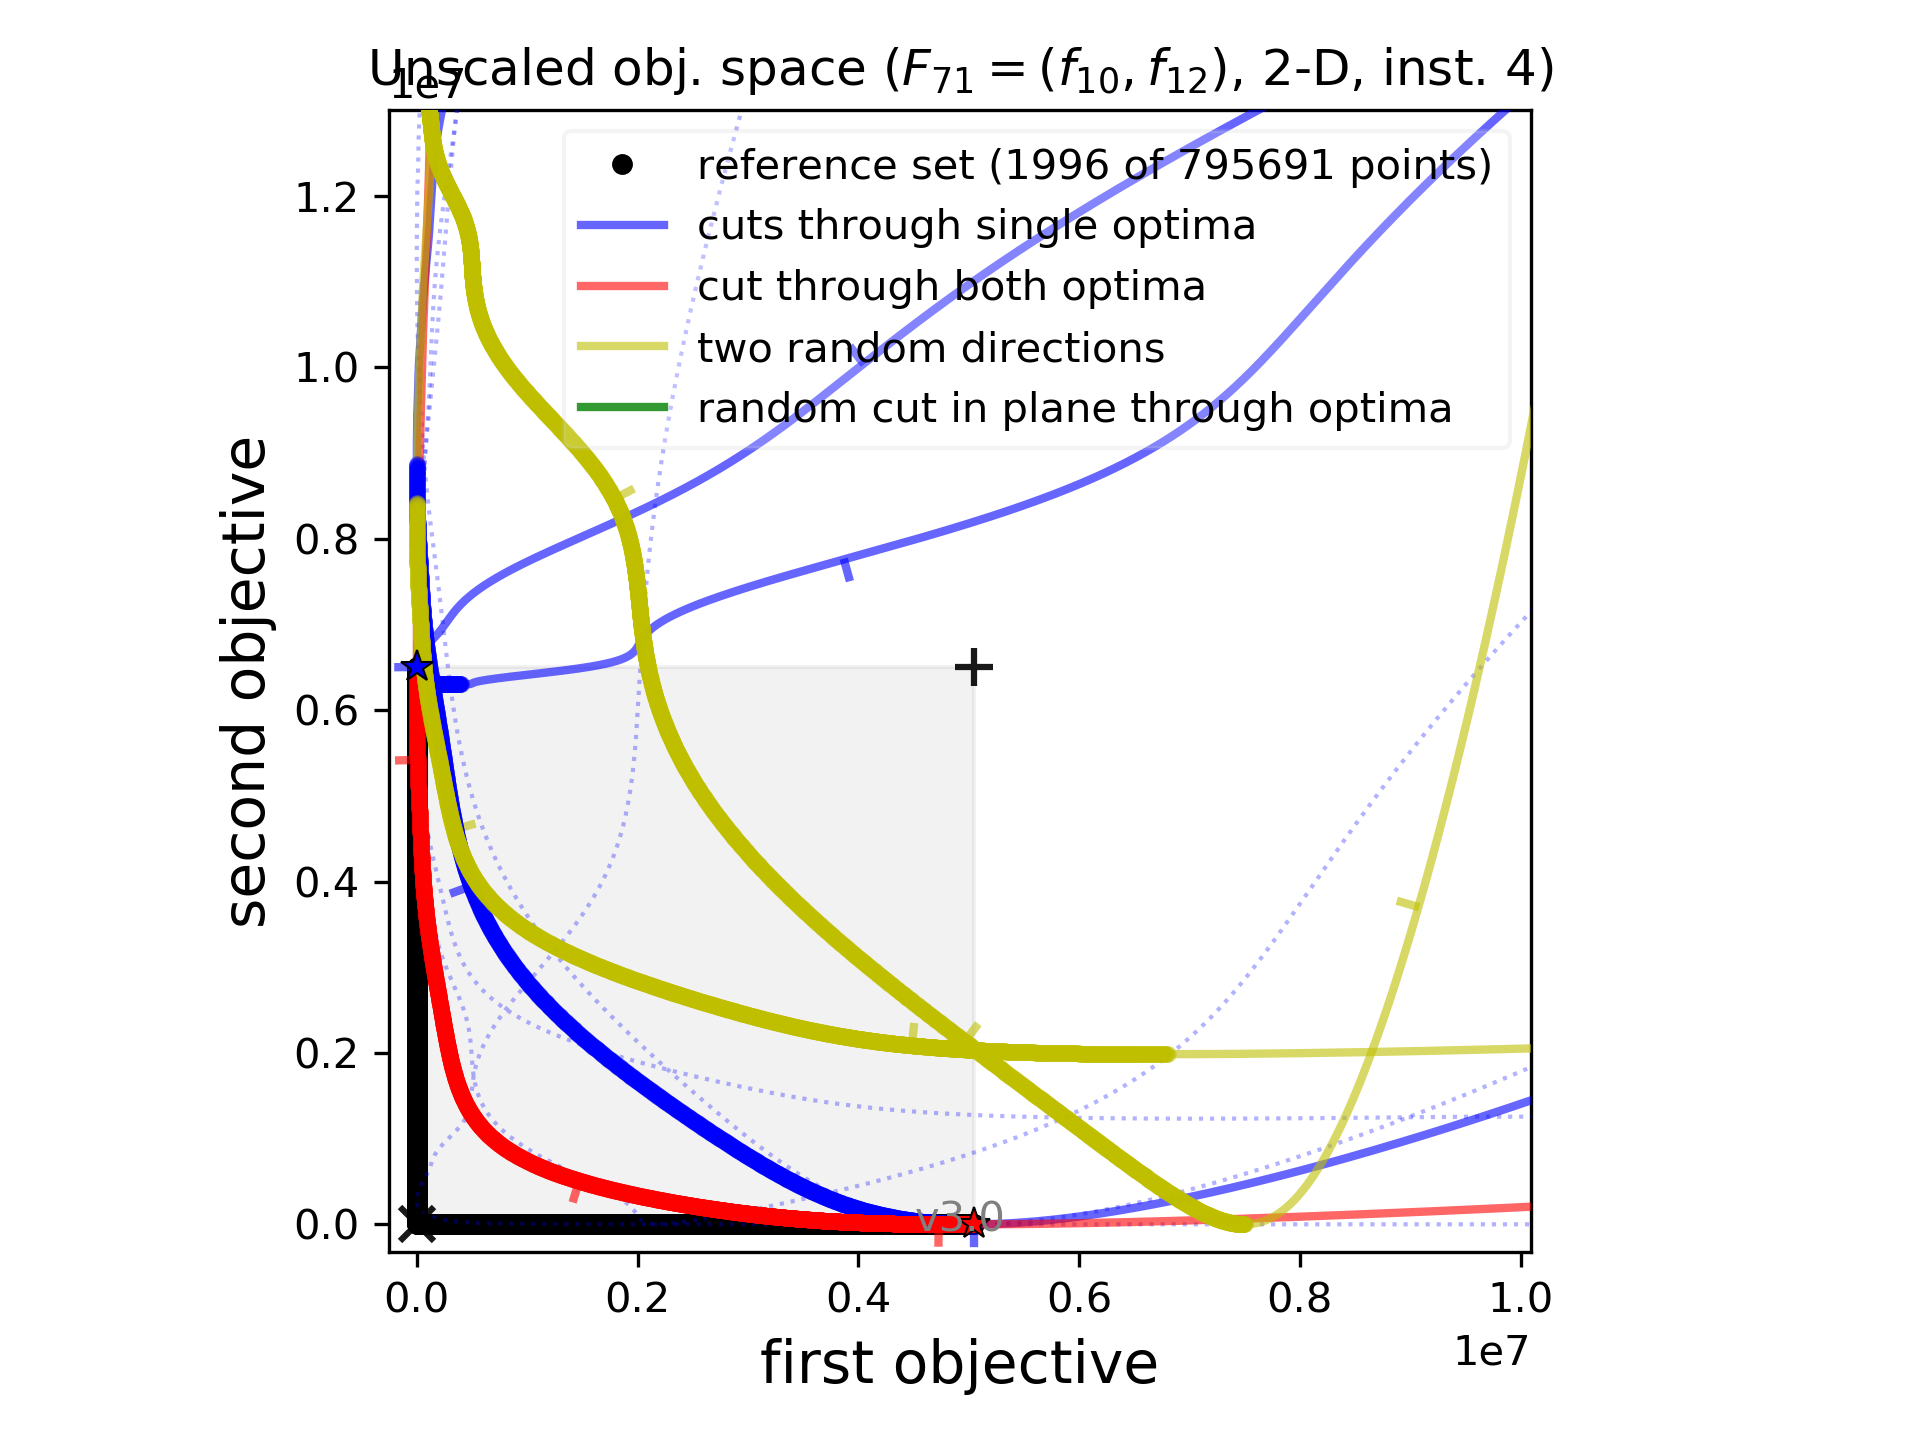 Unscaled obj. space (F71 = (f10, f12), 2-D, inst. 4)
1e7
reference set (1996 of 795691 points)
cuts through single optima
cut through both optima
two random directions
random cut in plane through optima
1.2
1.0
0.8
0.6
0.4
0.2
0.0
second objective
v3.0
0.0 0.2 0.4 0.6 0.8 1.0
1e7
first objective